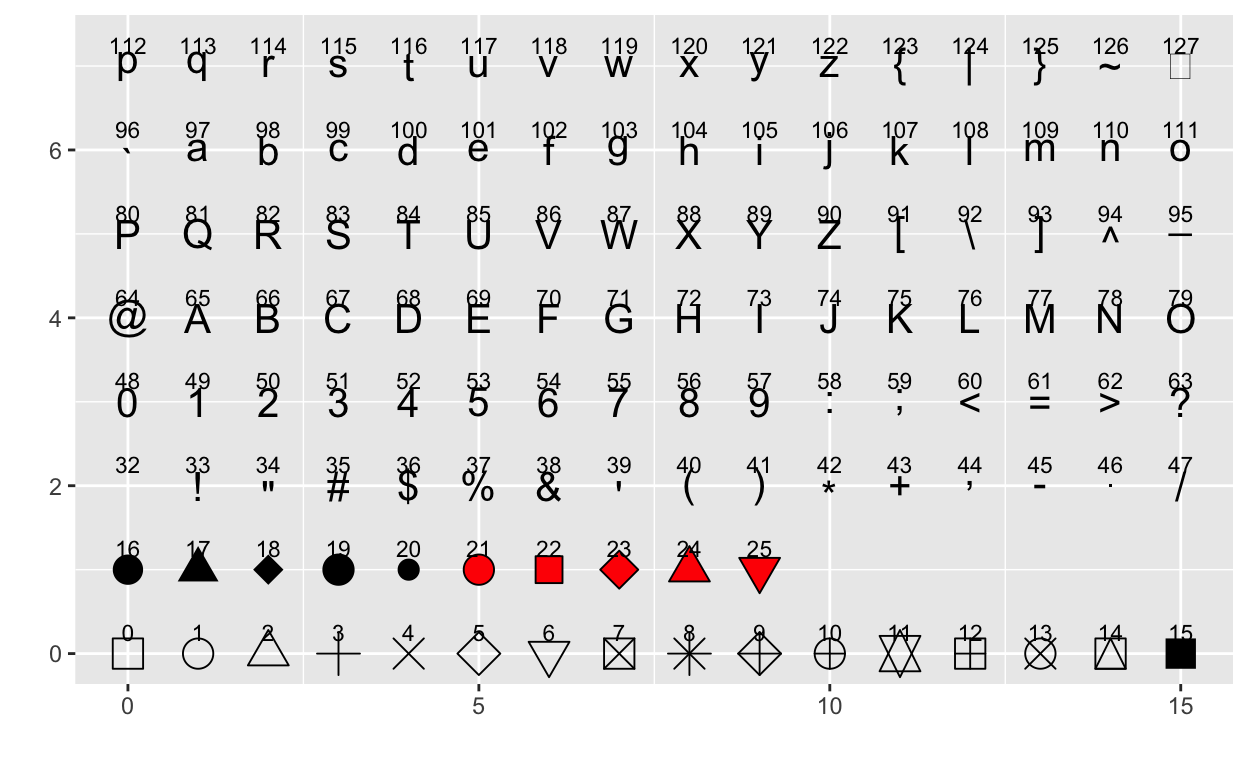 112 113 114 115 116 117 118 119 120 121 122 123 124 125 126 127
p q r s t u v w x y z { | } ~
96 97 98 99 100 101 102 103 104 105 106 107 108 109 110 111
6 ` a b c d e f g h i j k l m n o
80 81 82 83 84 85 86 87 88 89 90 91 92 93 94 95
P Q R S T U V W X Y Z [ \ ] ^ _
64 65 66 67 68 69 70 71 72 73 74 75 76 77 78 79
4 @ A B C D E F G H I J K L M N O
48 49 50 51 52 53 54 55 56 57 58 59 60 61 62 63
0 1 2 3 4 5 6 7 8 9 : ; < = > ?
32 33 34 35 36 37 38 39 40 41 42 43 44 45 46 47
2 ! " # $ % & ' ( ) * + , - . /
16 17 18 19 20 21 22 23 24 25
0 1 2 3 4 5 6 7 8 9 10 11 12 13 14 15
0
0 5 10 15